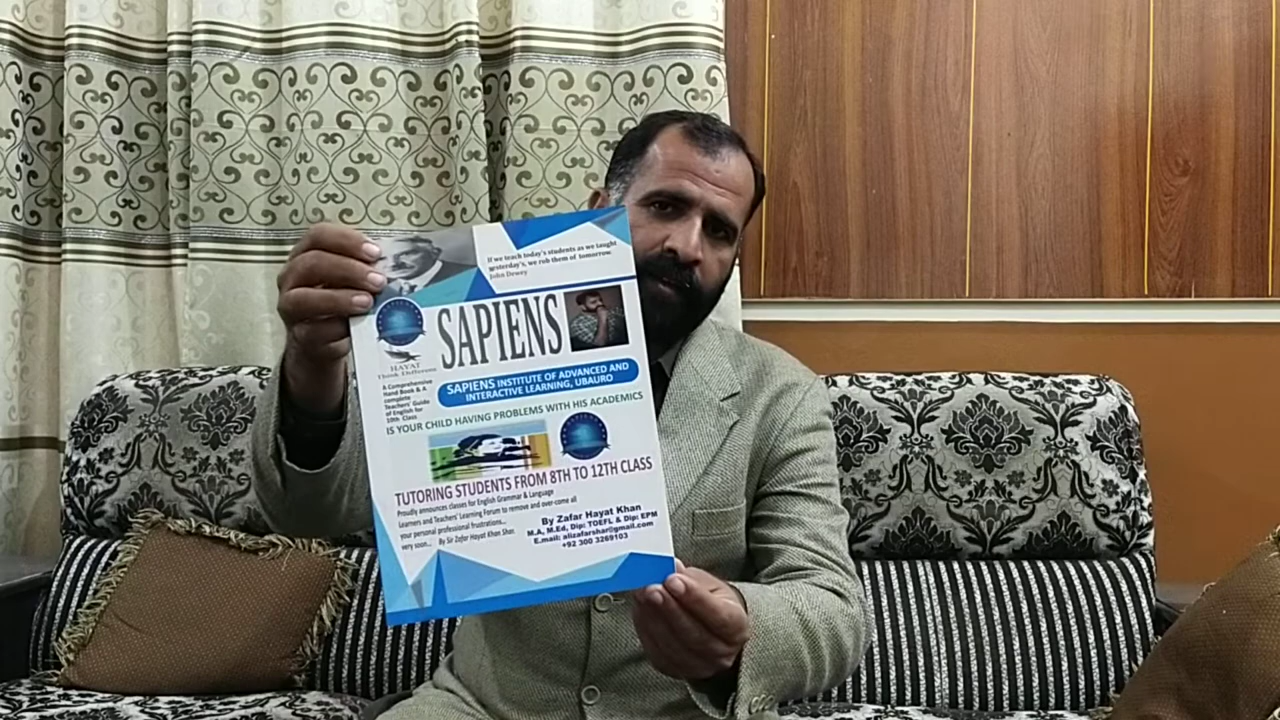 If we teach today's students as we taught
yesterday's, we rob them of tomorrow.
John Dewey
SAPIENS
HAYAT
Think Different
A Comprehensive
Hand Book & A
complete
Teachers' Guide
of English for
10th Class
SAPIENS INSTITUTE OF ADVANCED AND
INTERACTIVE LEARNING, UBAURO
IS YOUR CHILD HAVING PROBLEMS WITH HIS ACADEMICS
TUTORING STUDENTS FROM 8TH TO 12TH CLASS
Proudly announces classes for English Grammar & Language
Learners and Teachers' Learning Forum to remove and over-come all
your personal professional frustrations...
very soon... By Sir Zafar Hayat Khan Shar.
By Zafar Hayat Khan
M.A, M.Ed, Dip: TOEFL & Dip: EPM
E.mail: alizafarshar@gmail.com
+92 300 3269103